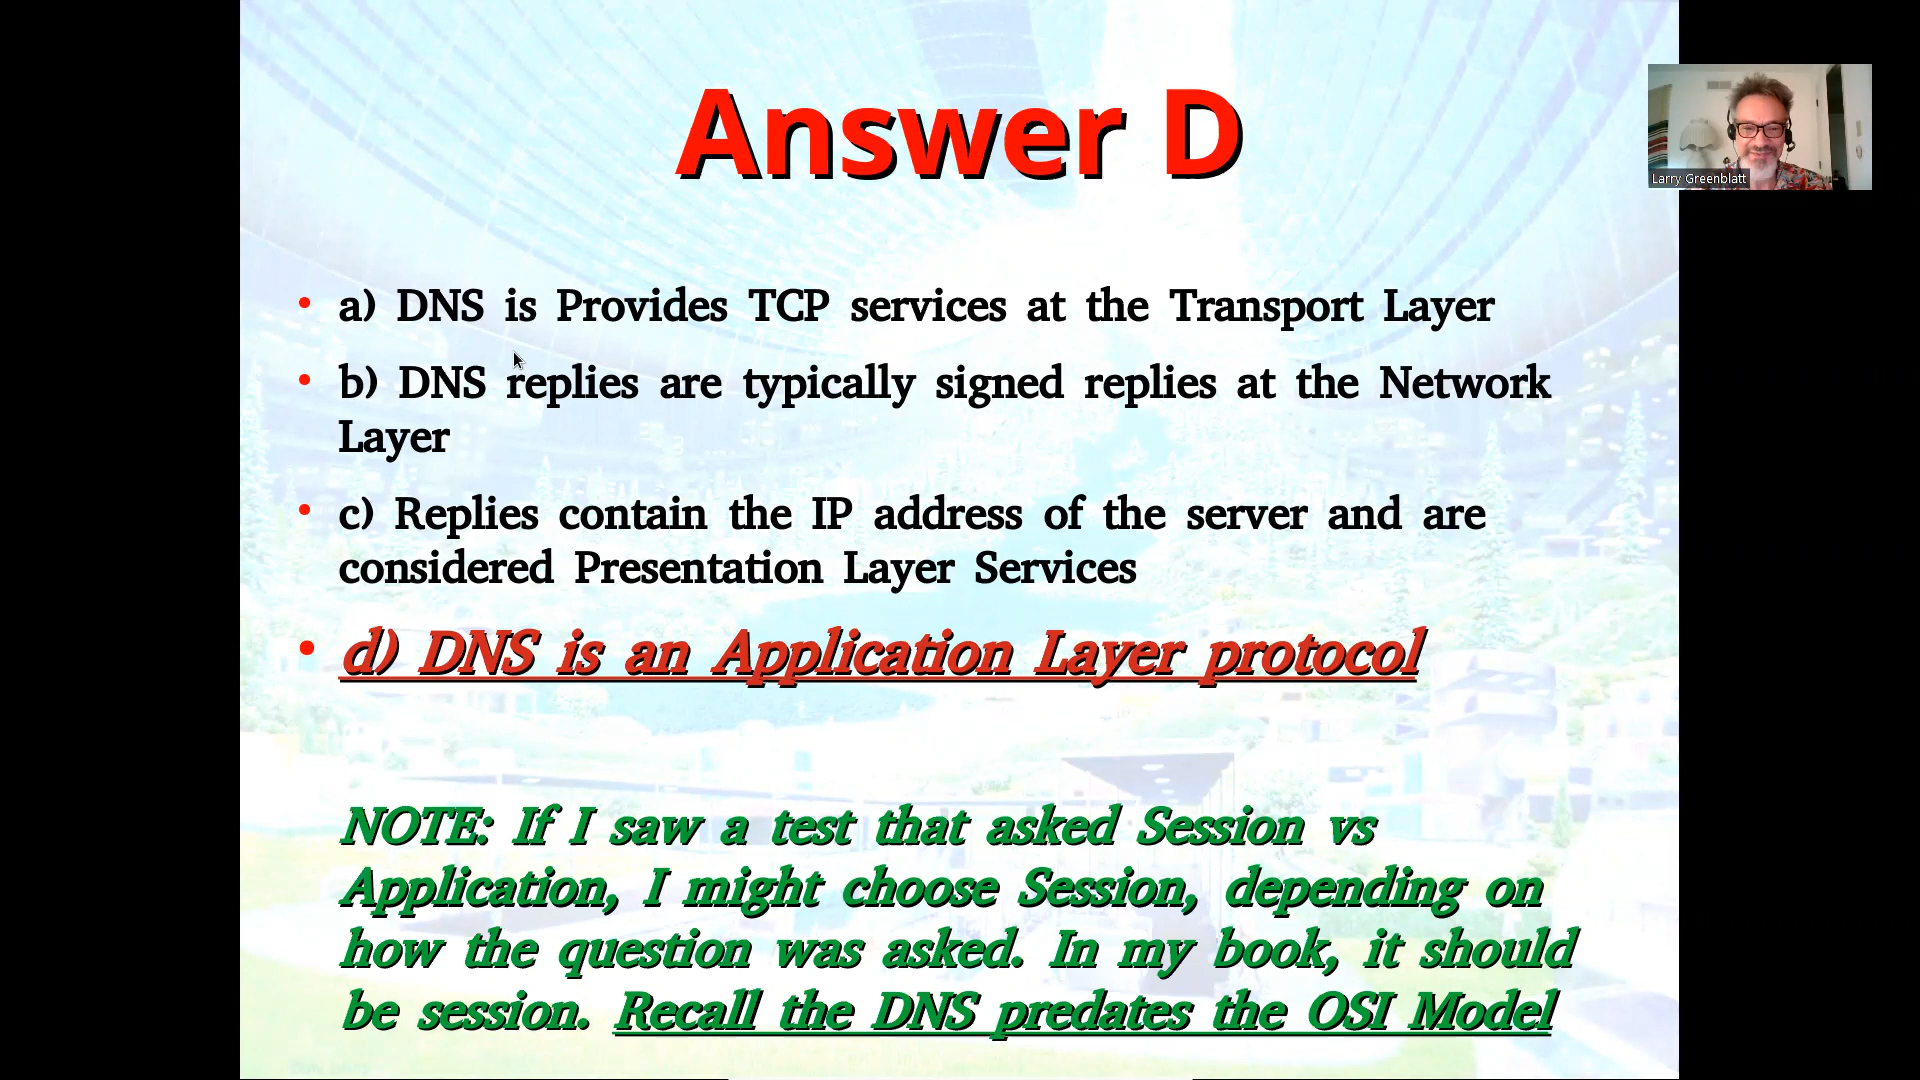 Answer D
Larry Greenblatt
• a) DNS is Provides TCP services at the Transport Layer
• b) DNS replies are typically signed replies at the Network
Layer
• c) Replies contain the IP address of the server and are
considered Presentation Layer Services
• d) DNS is an Application Layer protocol
NOTE: If I saw a test that asked Session vs
Application, I might choose Session, depending on
how the question was asked. In my book, it should
be session. Recall the DNS predates the OSI Model